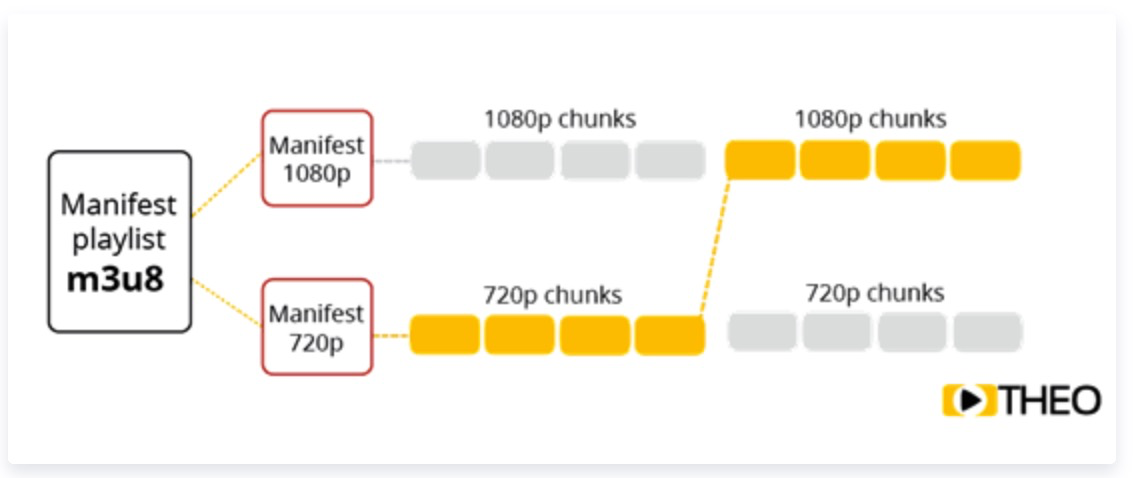 Manifest
playlist
m3u8
Manifest
1080p
1080p chunks
1080p chunks
Manifest
720p
720p chunks
720p chunks
THEO